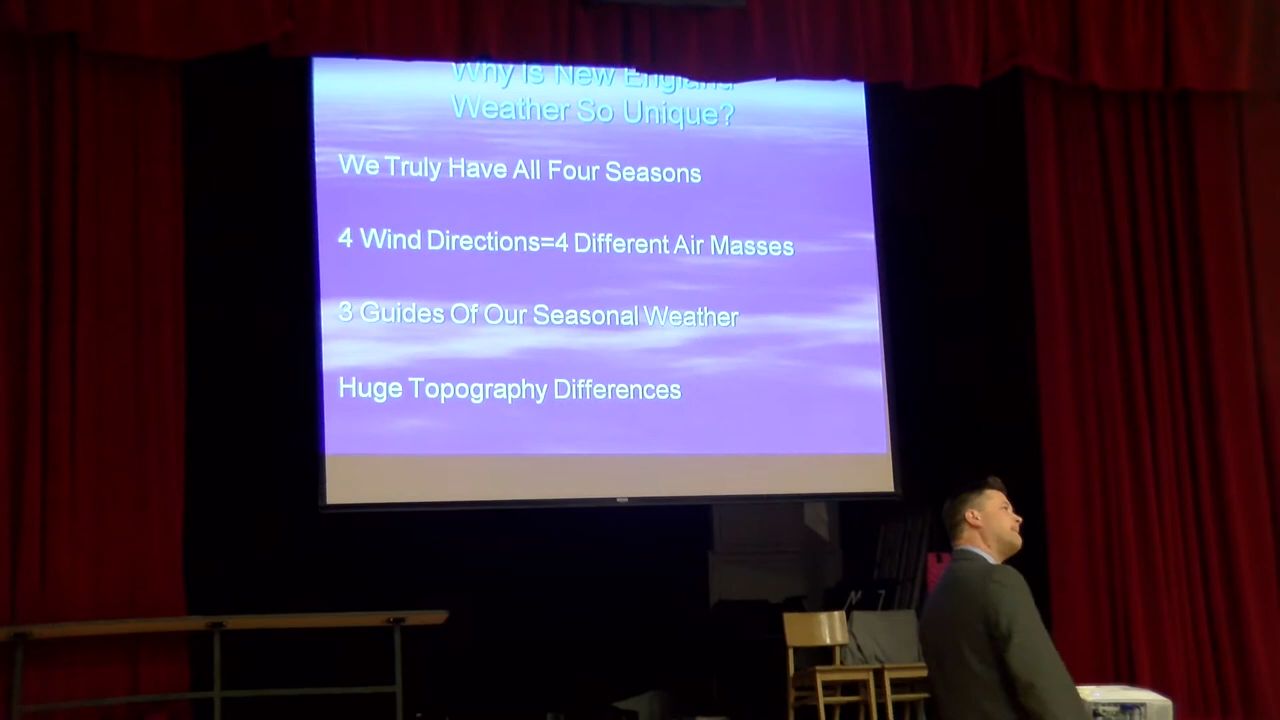 Why Is New England
Weather So Unique?
We Truly Have All Four Seasons
4 Wind Directions=4 Different Air Masses
3 Guides Of Our Seasonal Weather
Huge Topography Differences